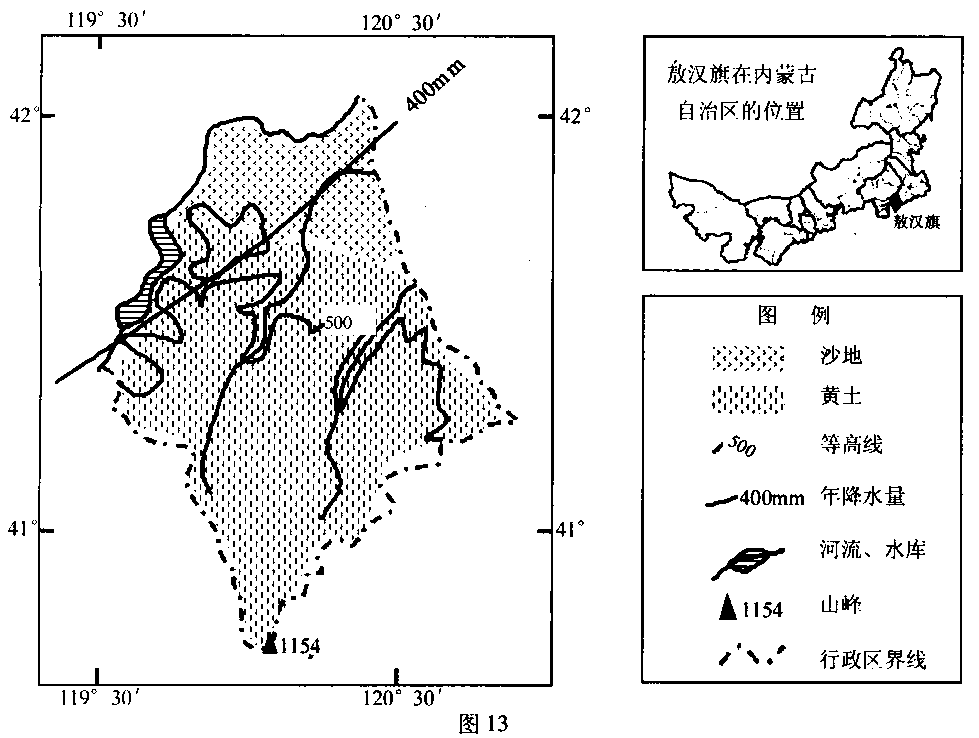 119° 30′
120° 30′
42°
42°
400mm
500
41°
41°
1154
119° 30′
120° 30′
敖汉旗在内蒙古
自治区的位置
敖汉旗
图 例
沙地
黄土
500
等高线
400mm
年降水量
河流、水库
1154
山峰
行政区界线
图 13